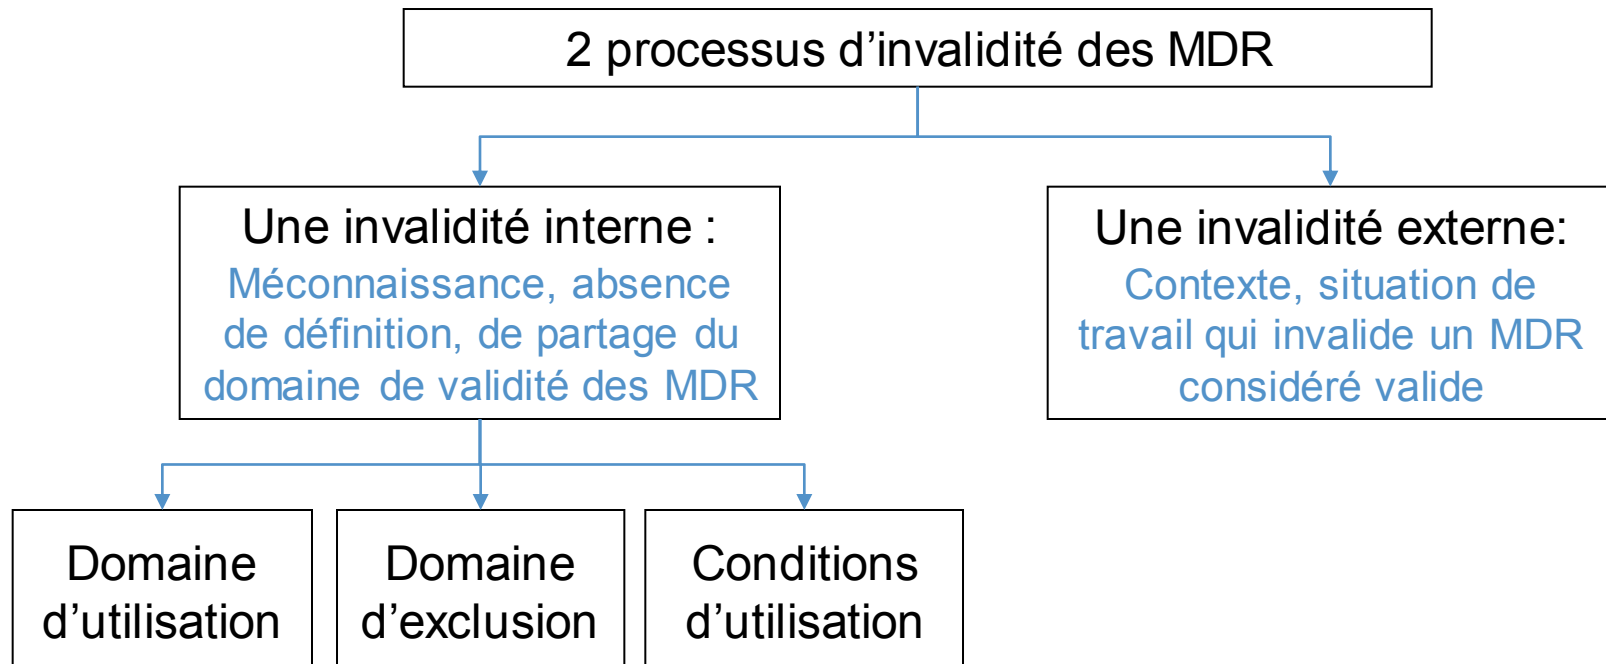 2 processus d’invalidité des MDR
Une invalidité interne :
Méconnaissance, absence
de définition, de partage du
domaine de validité des MDR
Une invalidité externe:
Contexte, situation de
travail qui invalide un MDR
considéré valide
Domaine
d’utilisation
Domaine
d’exclusion
Conditions
d’utilisation